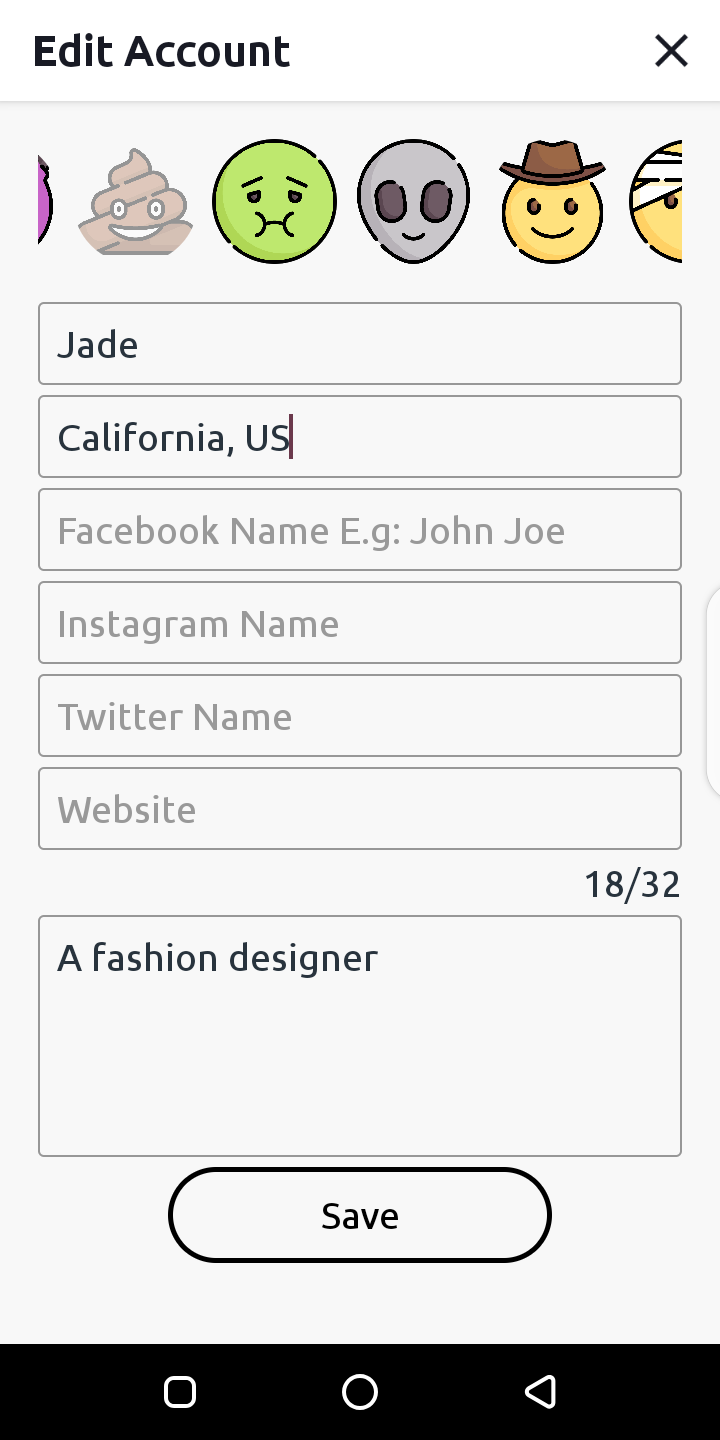 Edit Account
Jade
California, US
Facebook Name E.g: John Joe
Instagram Name
Twitter Name
Website
18/32
A fashion designer
Save